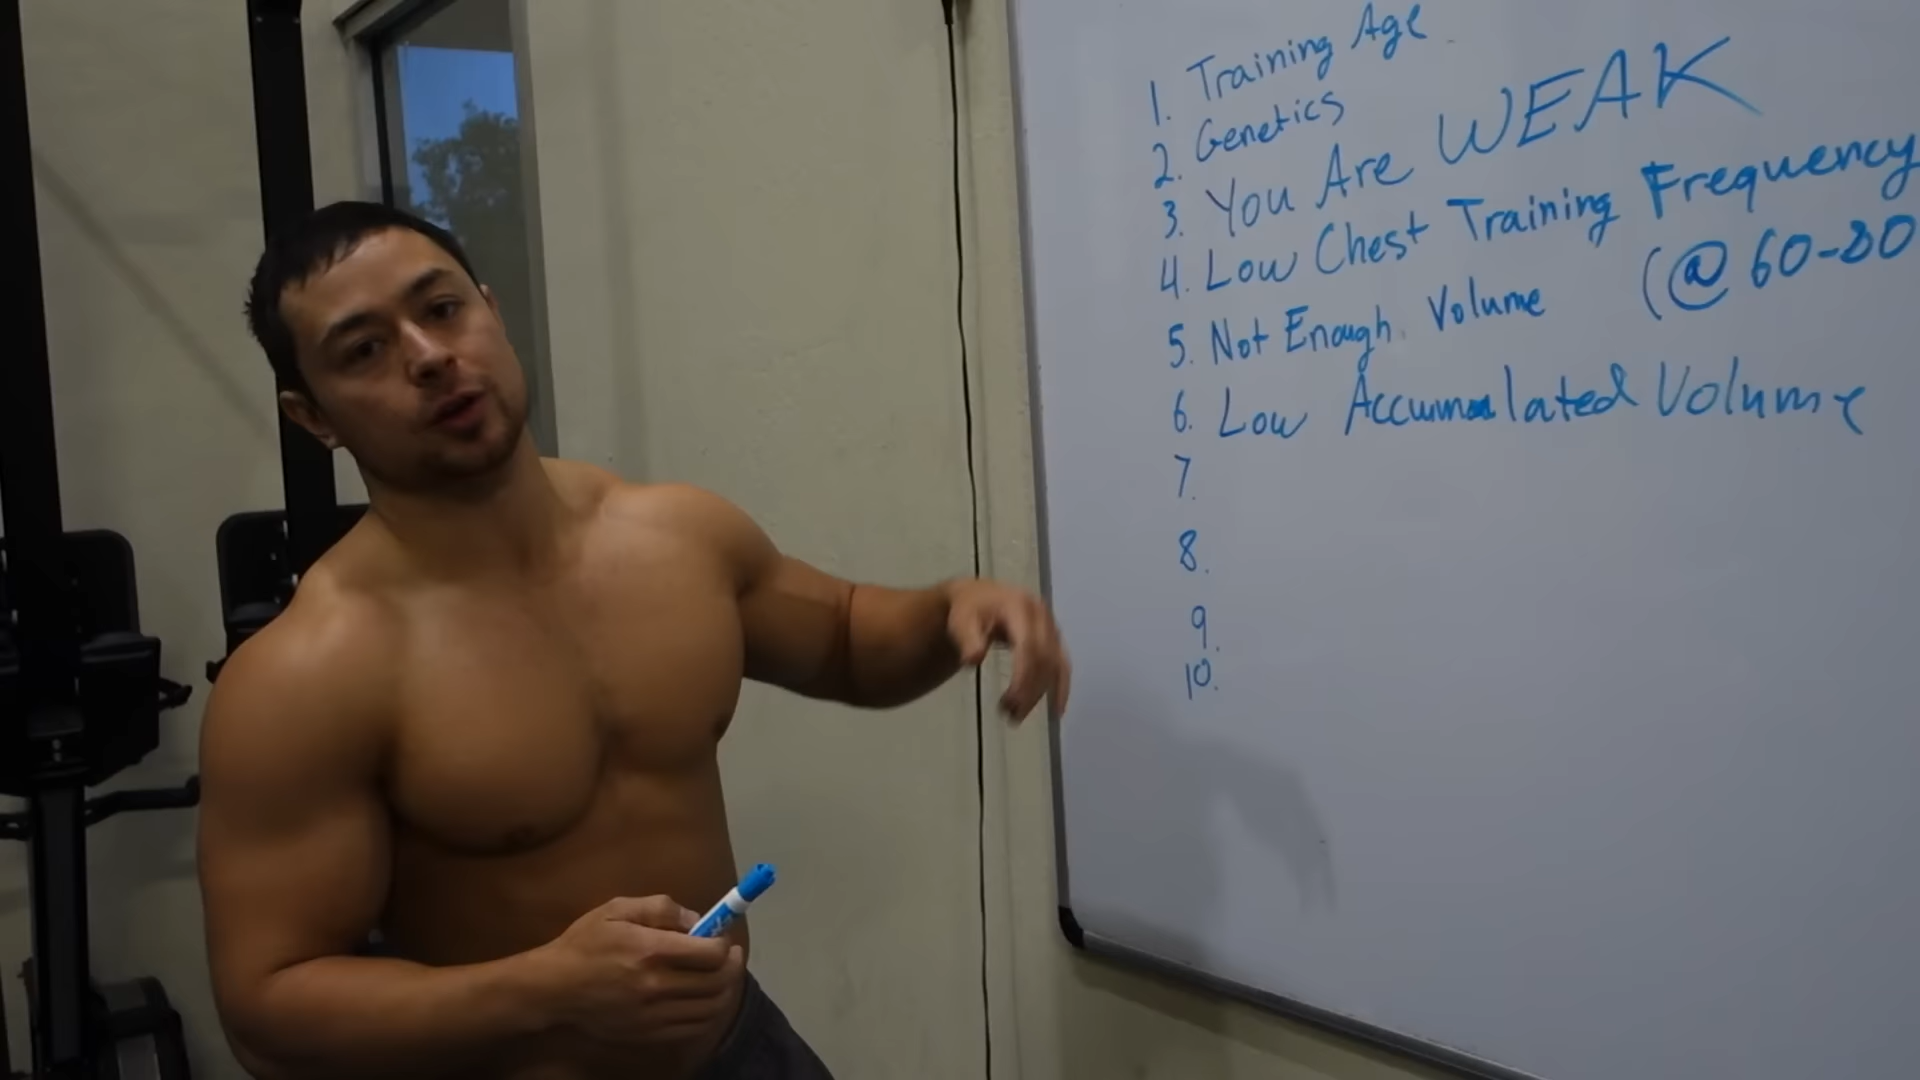 1. Training Age
2. Genetics
3. You Are WEAK
4. Low Chest Training Frequency
5. Not Enough Volume (@ 60-80
6. Low Accumulated Volume
7.
8.
9.
10.